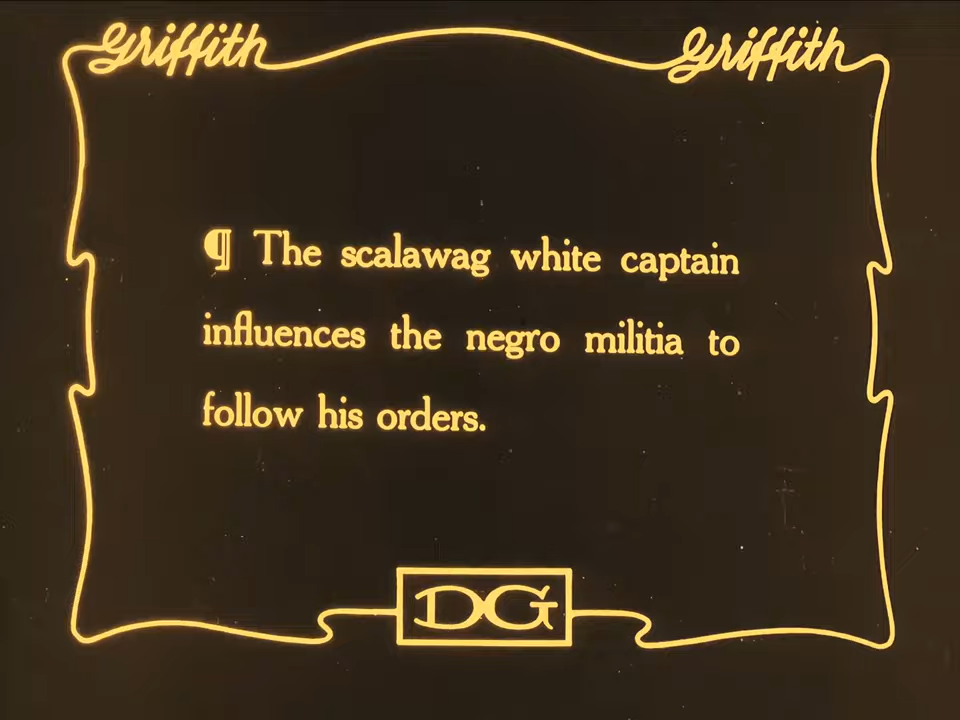 Griffith Griffith
¶ The scalawag white captain
influences the negro militia to
follow his orders.
DG